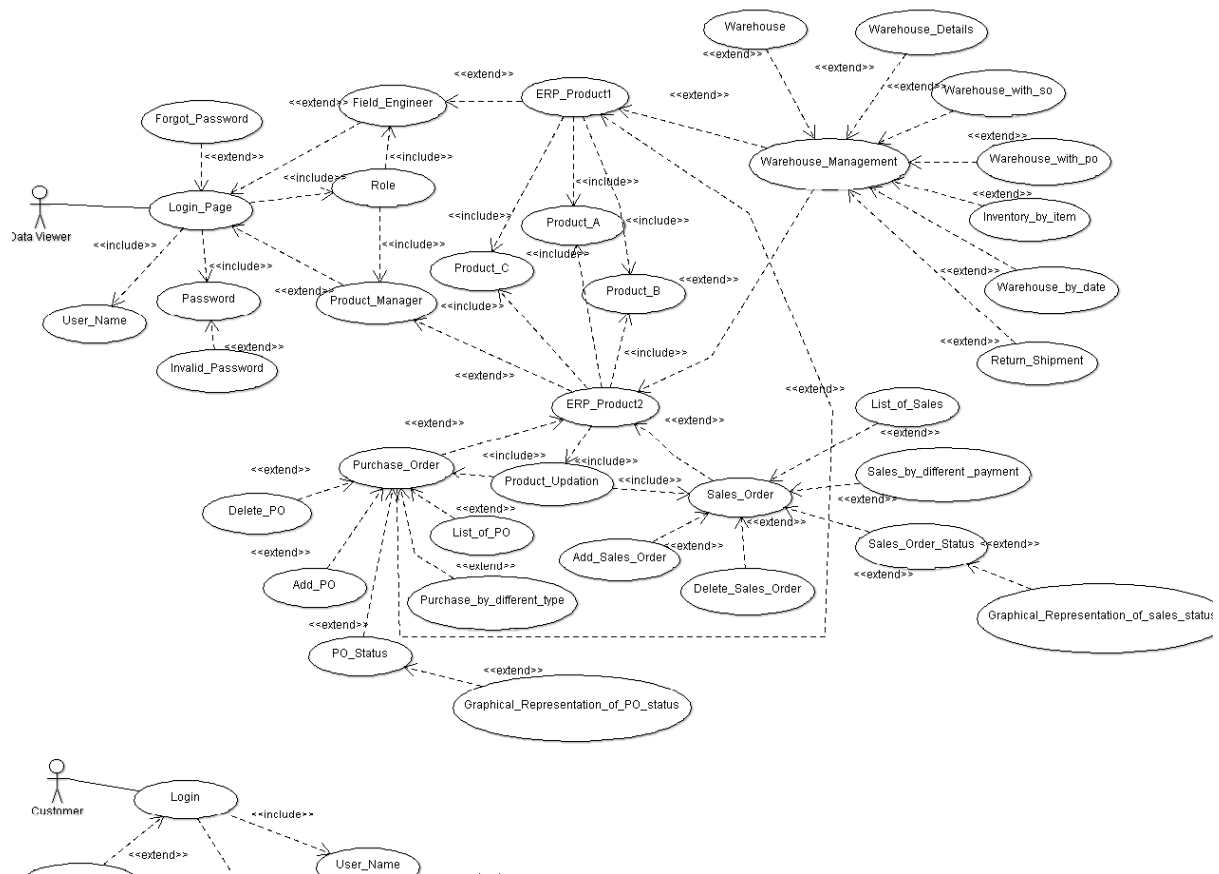 Warehouse
Warehouse_Details
<<extend>>
<<extend>>
<<extend>>
<<extend>>
ERP_Product1
<<extend>>
Field_Engineer
<<extend>>
Warehouse_with_so
<<extend>>
Forgot_Password
<<extend>>
<<include>>
Warehouse_Management
Warehouse_with_po
<<include>>
Role
<<extend>>
Login_Page
Data Viewer
<<include>>
<<include>>
<<include>>
Product_A
<<include>>
Inventory_by_item
<<include>>
<<include>>
<<include>>
Product_C
<<extend>>
Password
<<extend>>
Product_Manager
<<include>>
Product_B
<<extend>>
Warehouse_by_date
User_Name
<<extend>>
<<include>>
<<extend>>
Return_Shipment
Invalid_Password
<<extend>>
<<extend>>
ERP_Product2
List_of_Sales
<<extend>>
<<extend>>
<<extend>>
Purchase_Order
<<include>>
<<include>>
Sales_by_different _payment
<<extend>>
Product_Updation
<<include>>
Sales_Order
<<extend>>
Delete_PO
<<extend>>
<<extend>>
List_of_PO
Sales_Order_Status
<<extend>>
<<extend>>
Add_Sales_Order
<<extend>>
<<extend>>
<<extend>>
<<extend>>
Add_PO
Delete_Sales_Order
Purchase_by_different_type
Graphical_Representation_of_sales_status
<<extend>>
PO_Status
<<extend>>
Graphical_Representation_of_PO_status
Login
Customer
<<include>>
<<extend>>
User_Name